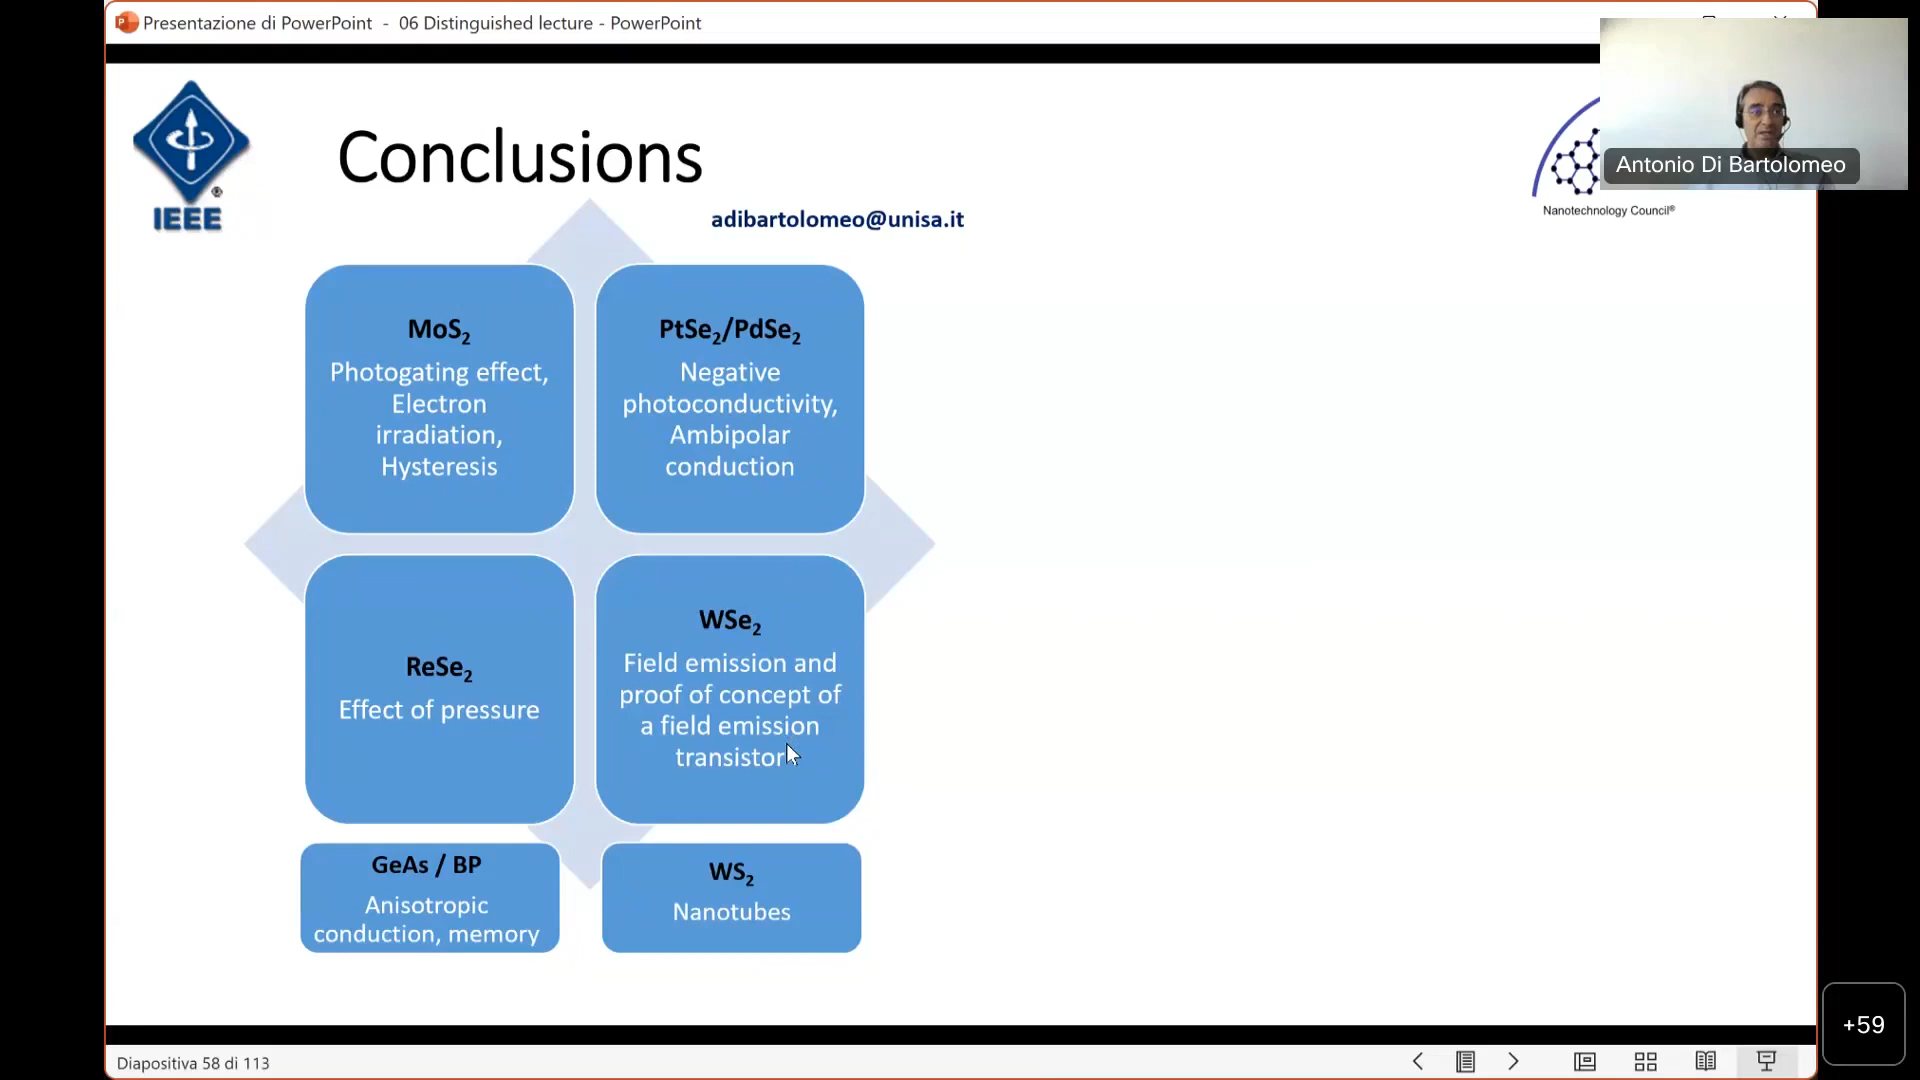 Presentazione di PowerPoint - 06 Distinguished lecture - PowerPoint
Antonio Di Bartolomeo
IEEE
Conclusions
Nanotechnology Council®
adibartolomeo@unisa.it
MoS₂
Photogating effect,
Electron
irradiation,
Hysteresis
PtSe₂/PdSe₂
Negative
photoconductivity,
Ambipolar
conduction
ReSe₂
Effect of pressure
WSe₂
Field emission and
proof of concept of
a field emission
transistor
GeAs / BP
Anisotropic
conduction, memory
WS₂
Nanotubes
+59
Diapositiva 58 di 113